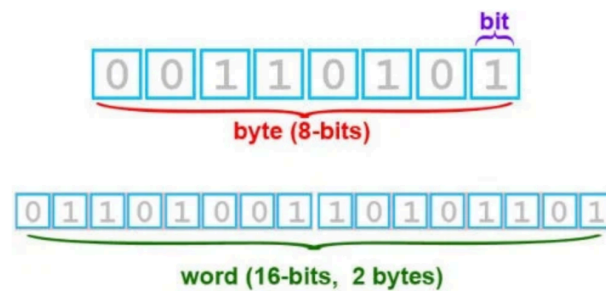 bit
0 0 1 1 0 1 0 1
byte (8-bits)
0 1 1 0 1 0 0 1 1 0 1 0 1 1 0 1
word (16-bits, 2 bytes)